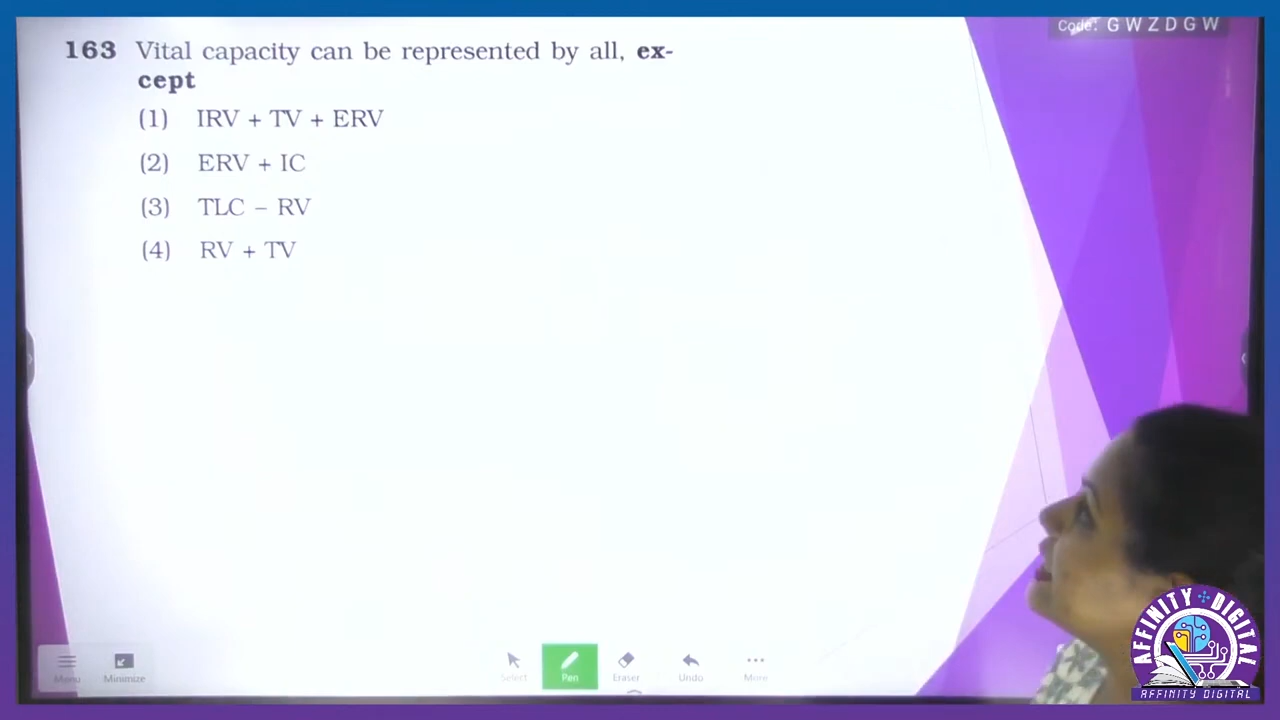 Code: G W Z D G W
163 Vital capacity can be represented by all, ex-
cept
(1) IRV + TV + ERV
(2) ERV + IC
(3) TLC – RV
(4) RV + TV
Menu
Minimize
Select
Pen
Eraser
Undo
More
AFFINITY DIGITAL
AFFINITY DIGITAL